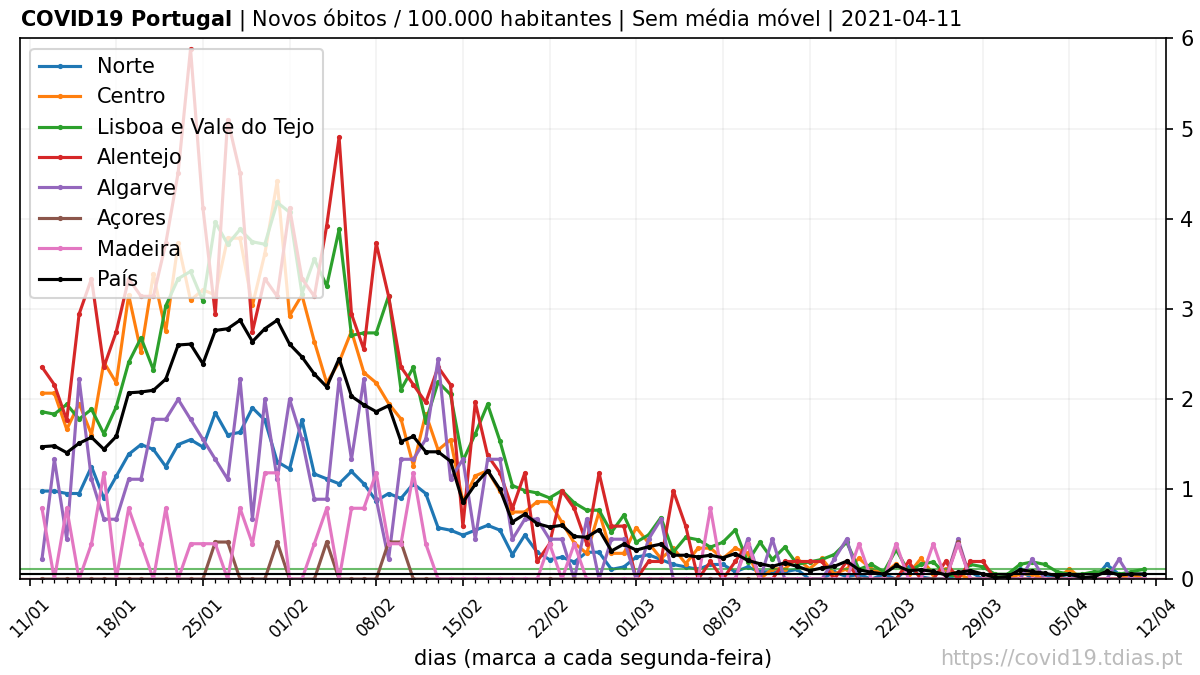 COVID19 Portugal | Novos óbitos / 100.000 habitantes | Sem média móvel | 2021-04-11
Norte
Centro
Lisboa e Vale do Tejo
Alentejo
Algarve
Açores
Madeira
País
6
5
4
3
2
1
0
11/01
18/01
25/01
01/02
08/02
15/02
22/02
01/03
08/03
15/03
22/03
29/03
05/04
12/04
dias (marca a cada segunda-feira)
https://covid19.tdias.pt